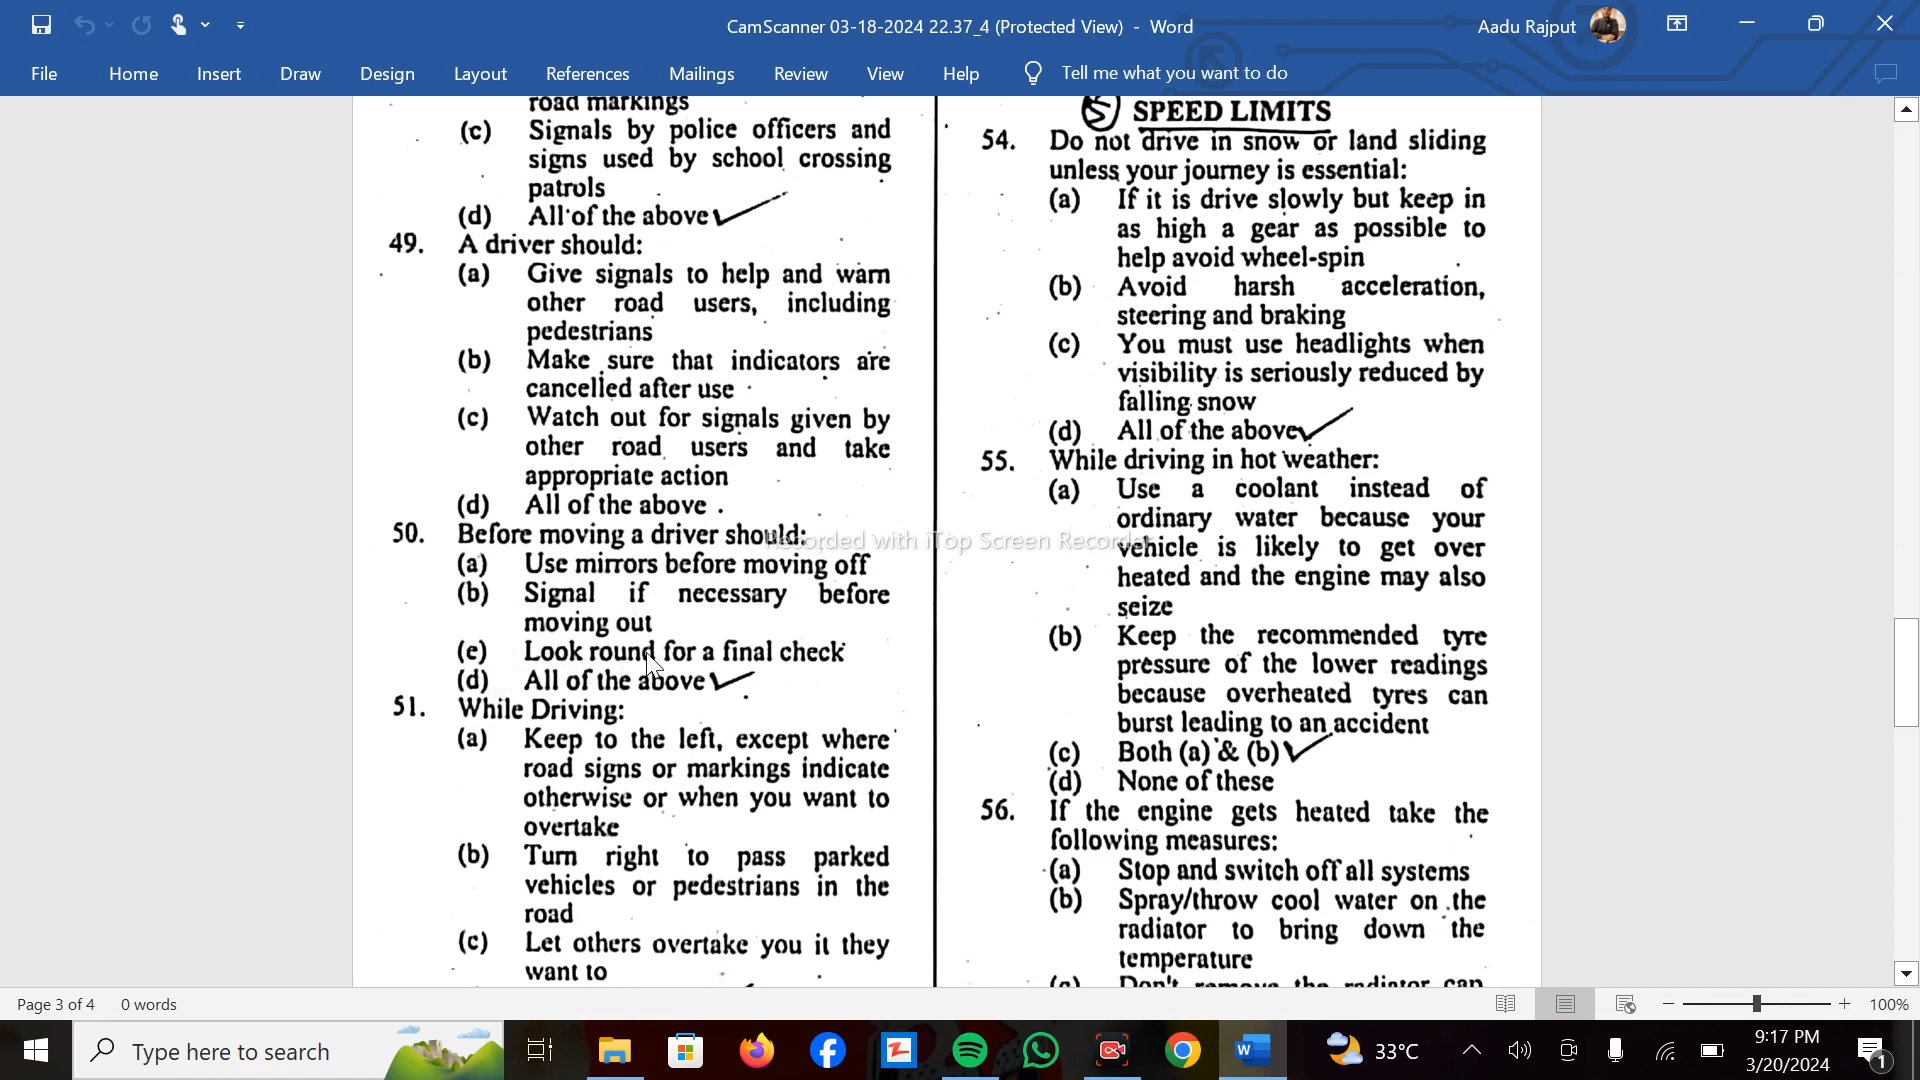 CamScanner 03-18-2024 22.37_4 (Protected View) - Word
Aadu Rajput
File Home Insert Draw Design Layout References Mailings Review View Help Tell me what you want to do
road markings
(c) Signals by police officers and
signs used by school crossing
patrols
(d) All of the above
49. A driver should:
(a) Give signals to help and warn
other road users, including
pedestrians
(b) Make sure that indicators are
cancelled after use
(c) Watch out for signals given by
other road users and take
appropriate action
(d) All of the above
50. Before moving a driver should:
(a) Use mirrors before moving off
(b) Signal if necessary before
moving out
(e) Look round for a final check
(d) All of the above
51. While Driving:
(a) Keep to the left, except where
road signs or markings indicate
otherwise or when you want to
overtake
(b) Turn right to pass parked
vehicles or pedestrians in the
road
(c) Let others overtake you it they
want to
5 SPEED LIMITS
54. Do not drive in snow or land sliding
unless your journey is essential:
(a) If it is drive slowly but keep in
as high a gear as possible to
help avoid wheel-spin
(b) Avoid harsh acceleration,
steering and braking
(c) You must use headlights when
visibility is seriously reduced by
falling snow
(d) All of the above
55. While driving in hot weather:
(a) Use a coolant instead of
ordinary water because your
vehicle is likely to get over
heated and the engine may also
seize
(b) Keep the recommended tyre
pressure of the lower readings
because overheated tyres can
burst leading to an accident
(c) Both (a) & (b)
(d) None of these
56. If the engine gets heated take the
following measures:
(a) Stop and switch off all systems
(b) Spray/throw cool water on the
radiator to bring down the
temperature
(c) Don't remove the radiator cap
Recorded with iTop Screen Recorder
Page 3 of 4 0 words
100%
Type here to search
33°C
9:17 PM
3/20/2024
1